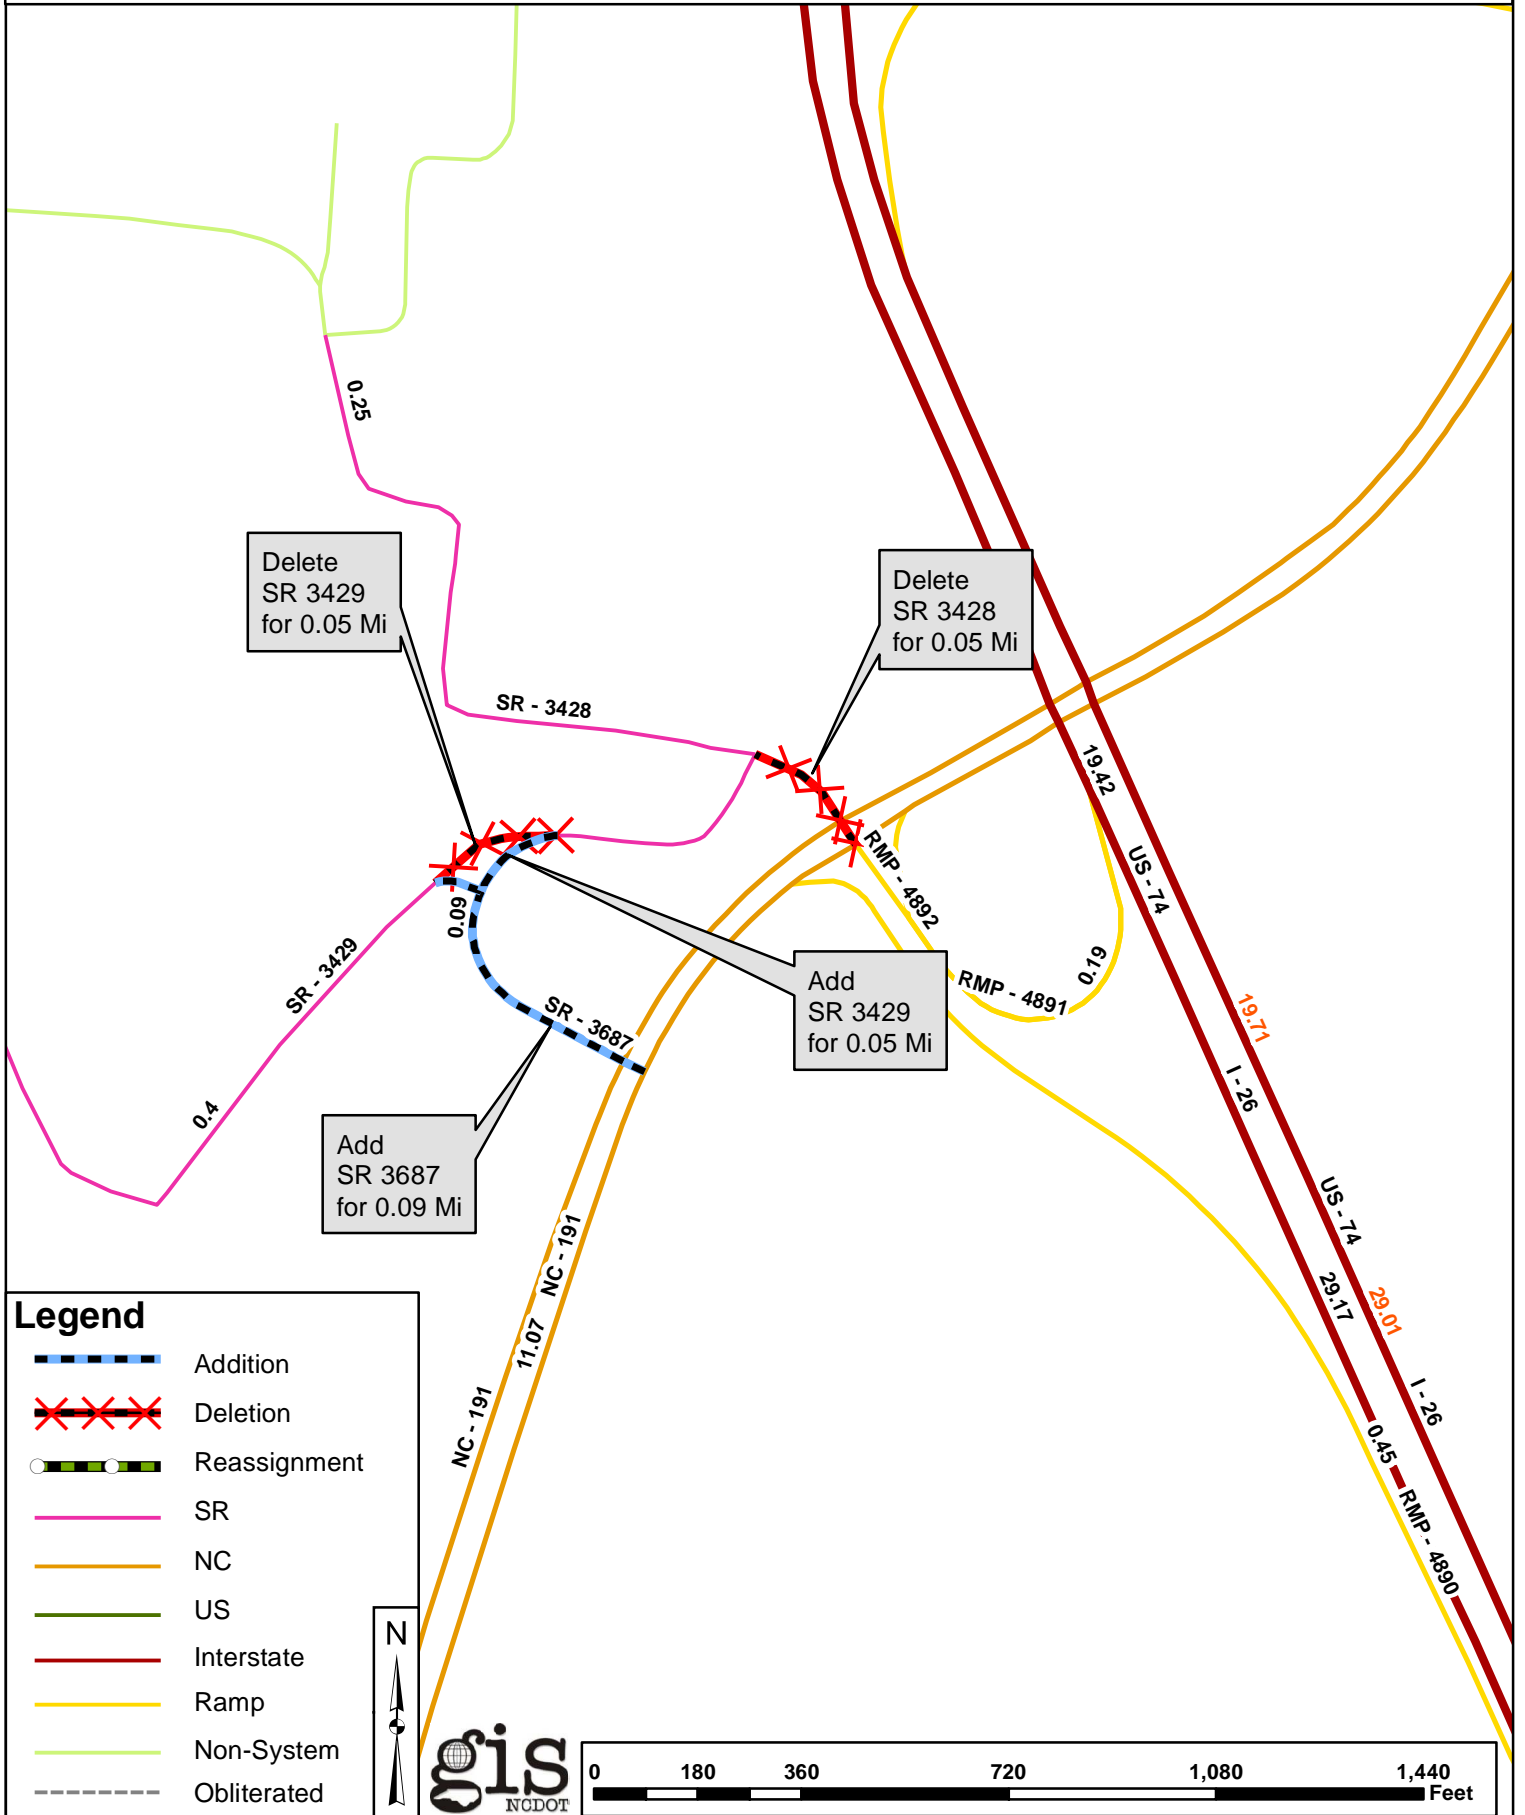 0.25
Delete
SR 3429
for 0.05 Mi
Delete
SR 3428
for 0.05 Mi
SR - 3428
19.42
RMP - 4892
US - 74
0.09
SR - 3429
RMP - 4891
0.19
Add
SR 3429
for 0.05 Mi
SR - 3687
19.71
I - 26
0.4
Add
SR 3687
for 0.09 Mi
US - 74
NC - 191
29.17
29.01
11.07
NC - 191
I - 26
0.45
RMP - 4890
Legend
Addition
Deletion
Reassignment
SR
NC
US
Interstate
Ramp
Non-System
Obliterated
N
gis
NCDOT
0 180 360 720 1,080 1,440
Feet